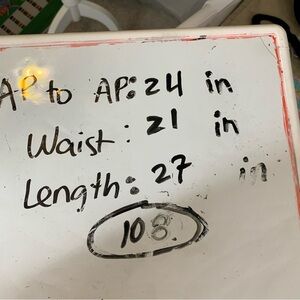 AP to AP: 24 in
Waist: 21 in
Length: 27 in
108